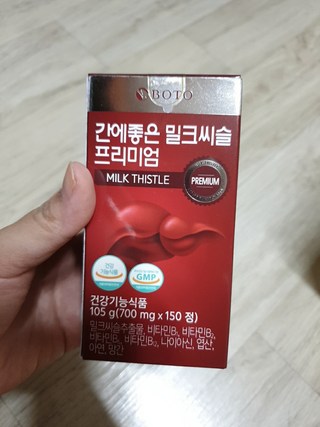 BOTO
간에좋은 밀크씨슬
프리미엄
MILK THISTLE
PREMIUM
건강
기능식품
GMP
건강기능식품
105 g(700 mg x 150 정)
밀크씨슬추출물, 비타민B₁, 비타민B₂,
비타민B₆, 비타민B₁₂, 나이아신, 엽산,
아연, 망간